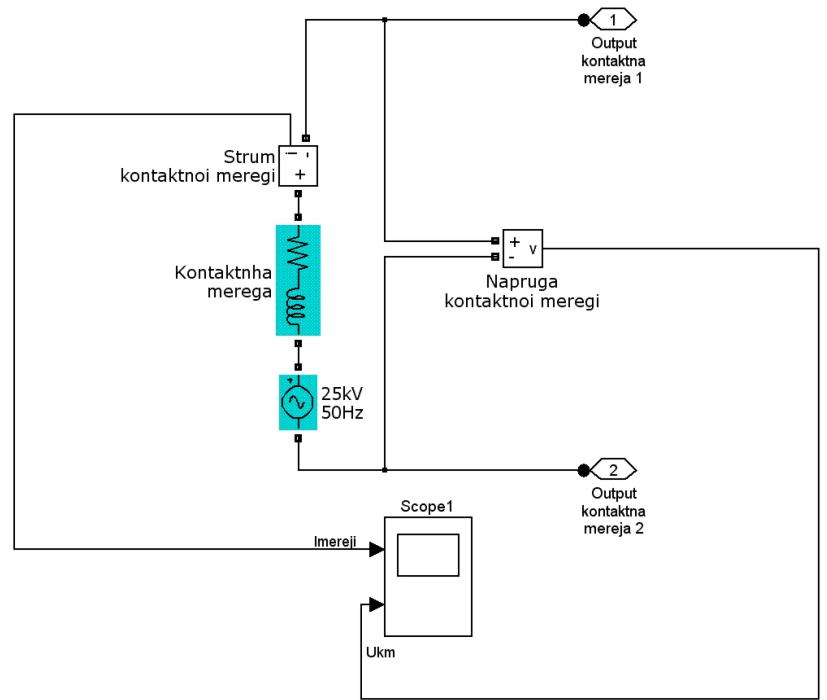 1
Output
kontaktna
mereja 1
Strum
kontaktnoi meregi
i -
+
Kontaktnha
merega
+
- v
Napruga
kontaktnoi meregi
+
25kV
50Hz
2
Output
kontaktna
mereja 2
Scope1
Imereji
Ukm